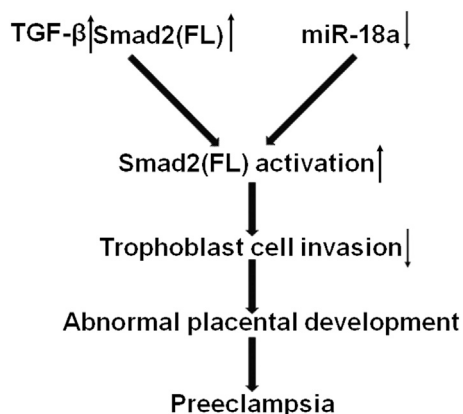 TGF-β↑Smad2(FL)↑ miR-18a↓
Smad2(FL) activation↑
Trophoblast cell invasion↓
Abnormal placental development
Preeclampsia